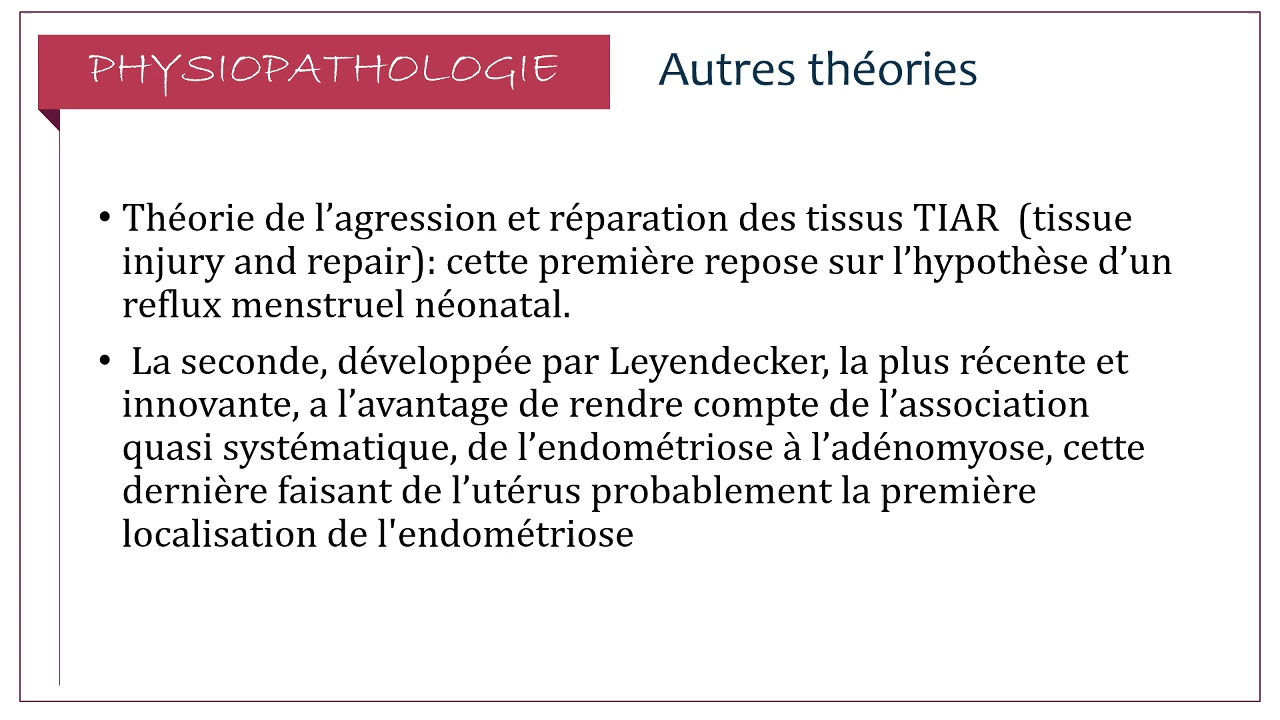 PHYSIOPATHOLOGIE
Autres théories
• Théorie de l’agression et réparation des tissus TIAR (tissue
injury and repair): cette première repose sur l’hypothèse d’un
reflux menstruel néonatal.
• La seconde, développée par Leyendecker, la plus récente et
innovante, a l’avantage de rendre compte de l’association
quasi systématique, de l’endométriose à l’adénomyose, cette
dernière faisant de l’utérus probablement la première
localisation de l'endométriose